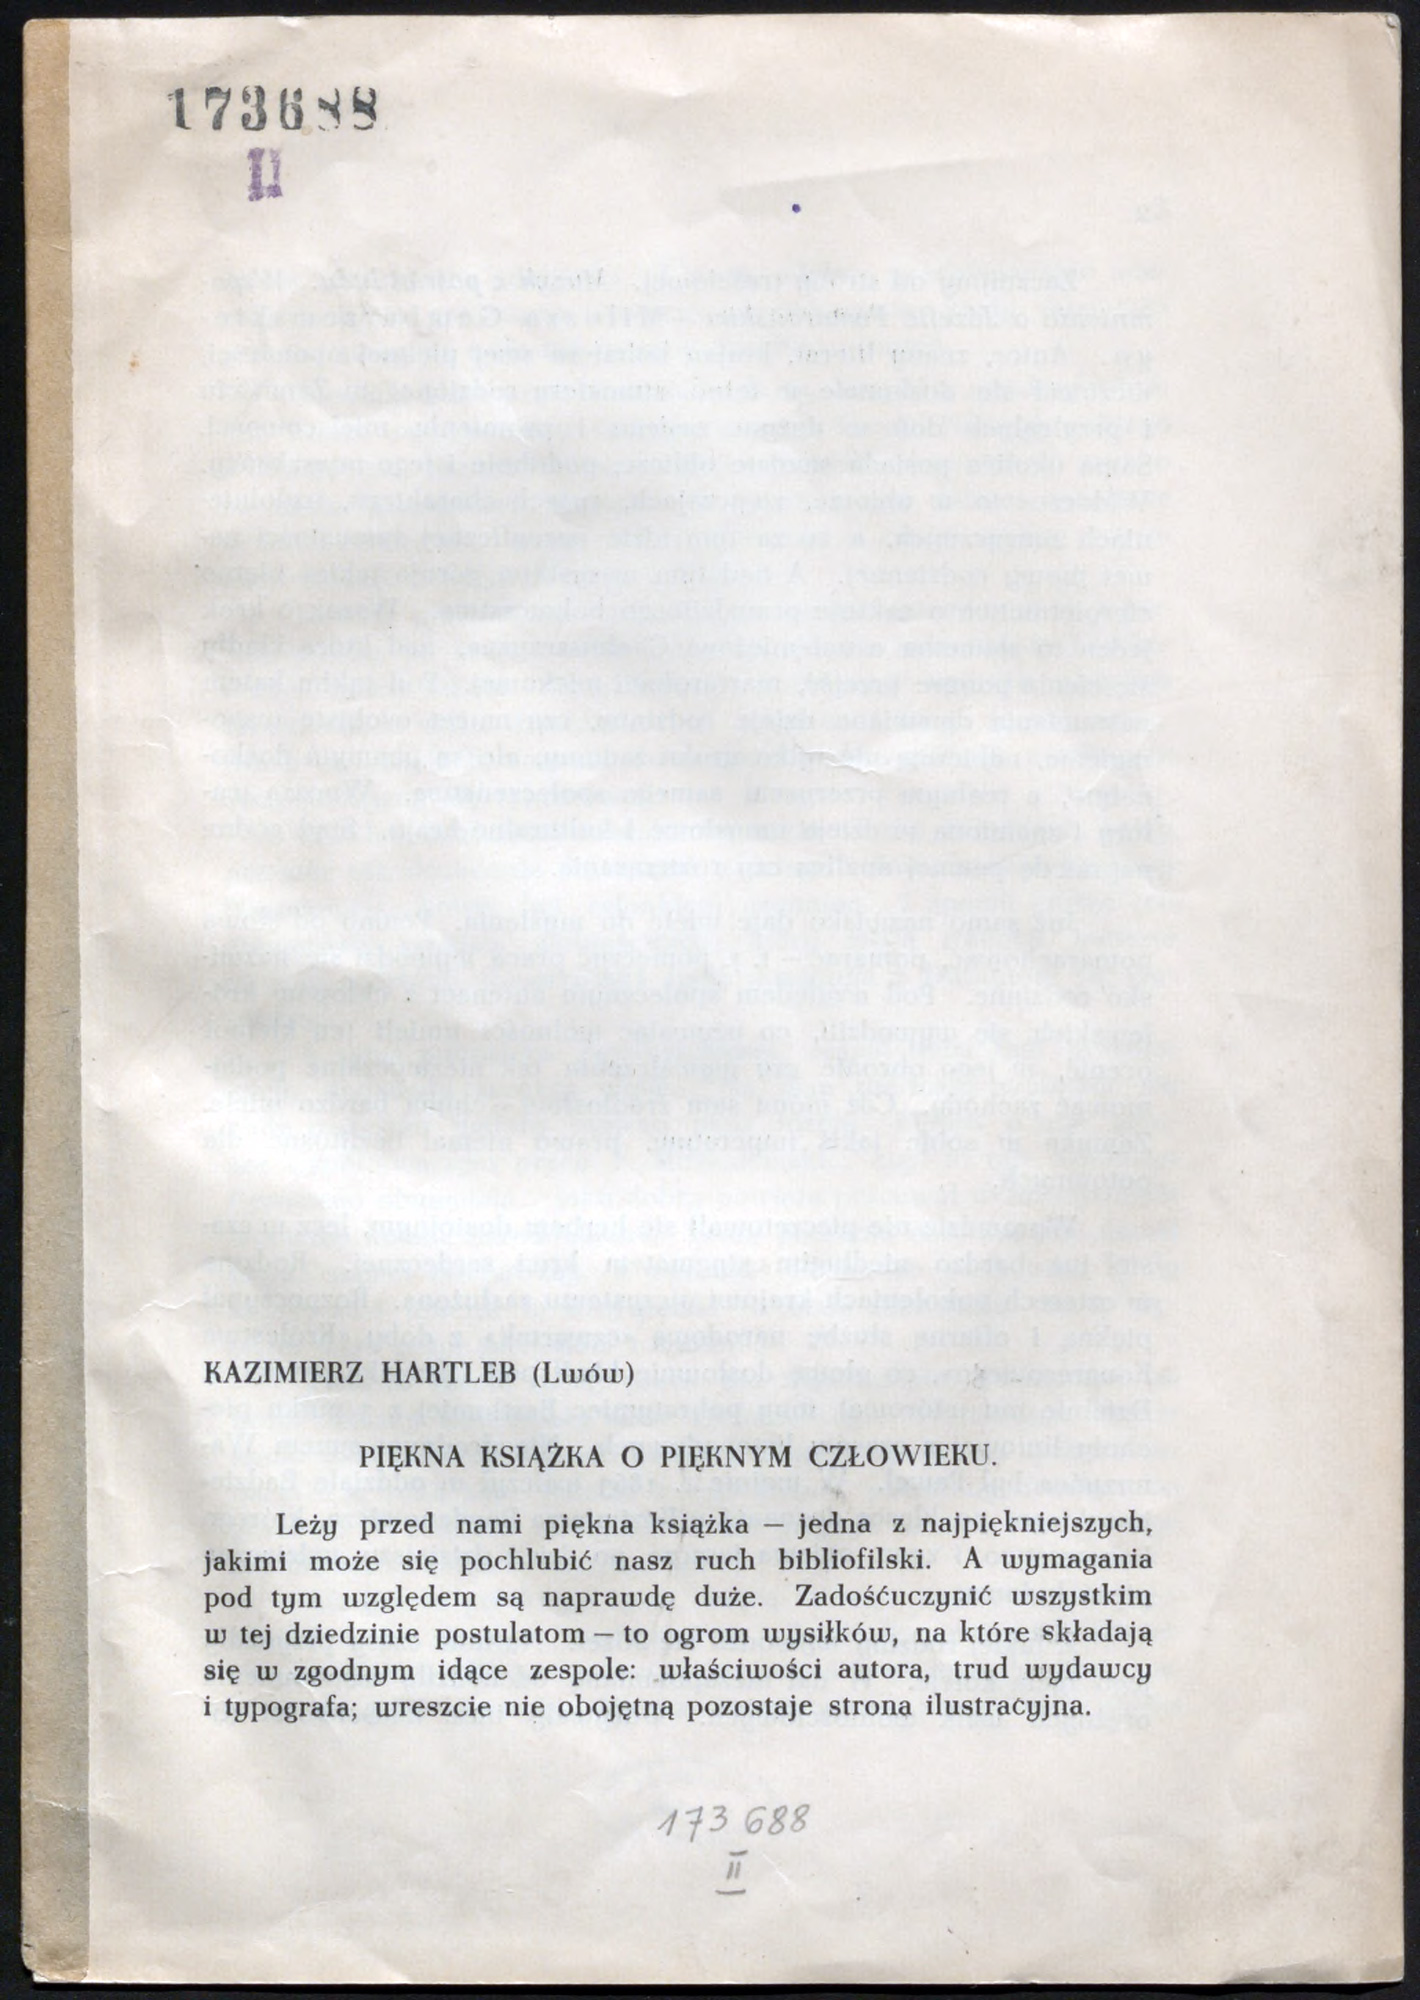 173688
II
KAZIMIERZ HARTLEB (Lwów)
PIĘKNA KSIĄŻKA O PIĘKNYM CZŁOWIEKU.
Leży przed nami piękna książka — jedna z najpiękniejszych,
jakimi może się pochlubić nasz ruch bibliofilski. A wymagania
pod tym względem są naprawdę duże. Zadośćuczynić wszystkim
w tej dziedzinie postulatom — to ogrom wysiłków, na które składają
się w zgodnym idące zespole: właściwości autora, trud wydawcy
i typografa; wreszcie nie obojętną pozostaje strona ilustracyjna.
173688
II